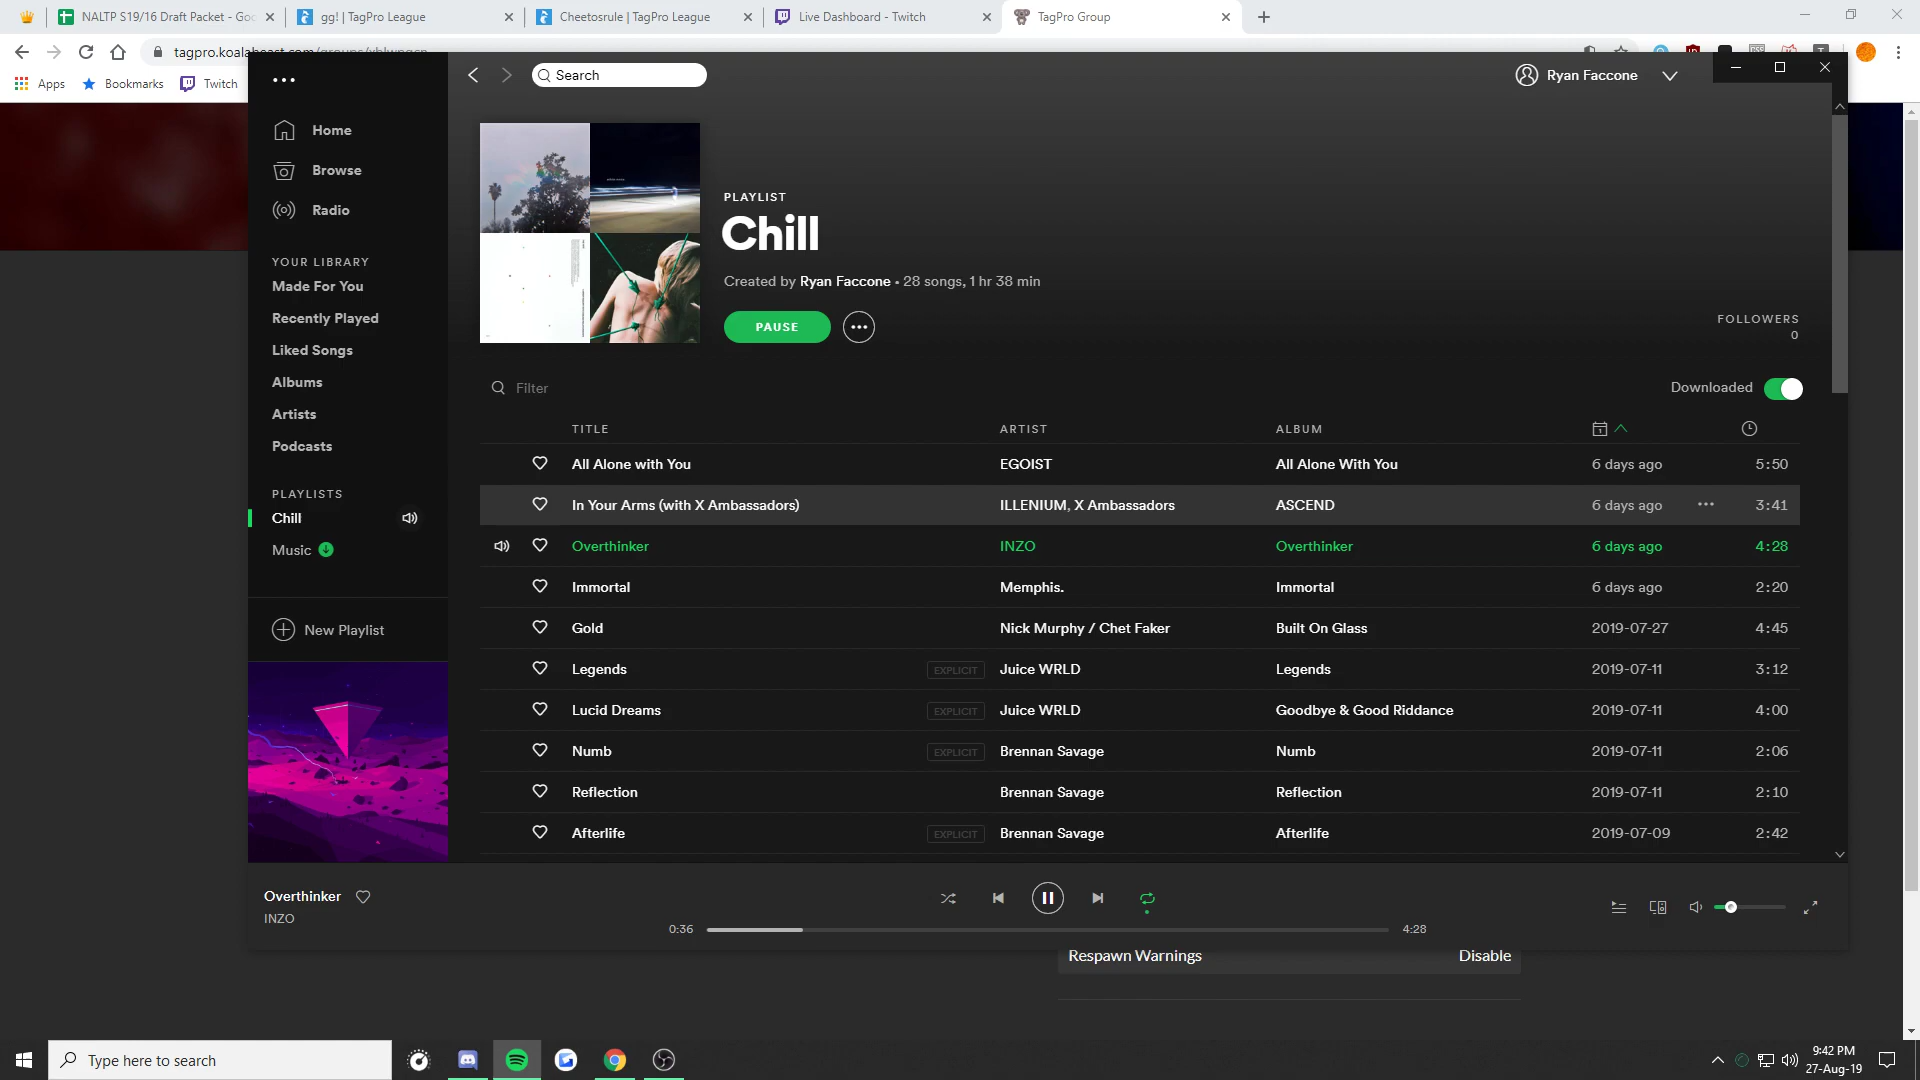 NALTP S19/16 Draft Packet - Goo
gg! | TagPro League
Cheetosrule | TagPro League
Live Dashboard - Twitch
TagPro Group
Apps
Bookmarks
Twitch
Search
Ryan Faccone
Home
Browse
Radio
YOUR LIBRARY
Made For You
Recently Played
Liked Songs
Albums
Artists
Podcasts
PLAYLISTS
Chill
Music
New Playlist
PLAYLIST
Chill
Created by Ryan Faccone • 28 songs, 1 hr 38 min
PAUSE
FOLLOWERS
0
Filter
Downloaded
TITLE ARTIST ALBUM
All Alone with You EGOIST All Alone With You 6 days ago 5:50
In Your Arms (with X Ambassadors) ILLENIUM, X Ambassadors ASCEND 6 days ago 3:41
Overthinker INZO Overthinker 6 days ago 4:28
Immortal Memphis. Immortal 6 days ago 2:20
Gold Nick Murphy / Chet Faker Built On Glass 2019-07-27 4:45
Legends EXPLICIT Juice WRLD Legends 2019-07-11 3:12
Lucid Dreams EXPLICIT Juice WRLD Goodbye & Good Riddance 2019-07-11 4:00
Numb EXPLICIT Brennan Savage Numb 2019-07-11 2:06
Reflection Brennan Savage Reflection 2019-07-11 2:10
Afterlife EXPLICIT Brennan Savage Afterlife 2019-07-09 2:42
Overthinker
INZO
0:36
4:28
Respawn Warnings Disable
Type here to search
9:42 PM
27-Aug-19